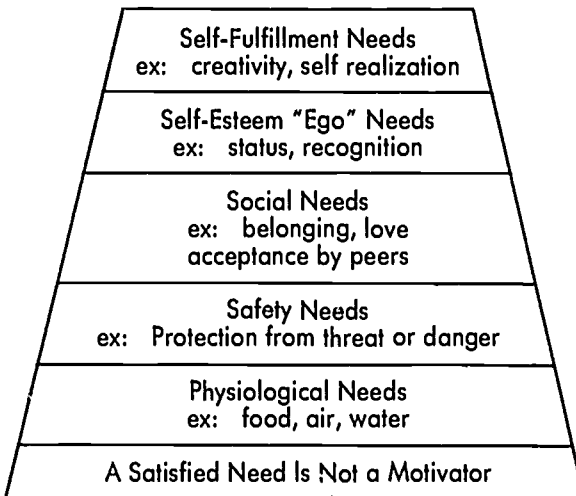 Self-Fulfillment Needs
ex: creativity, self realization
Self-Esteem "Ego" Needs
ex: status, recognition
Social Needs
ex: belonging, love
acceptance by peers
Safety Needs
ex: Protection from threat or danger
Physiological Needs
ex: food, air, water
A Satisfied Need Is Not a Motivator